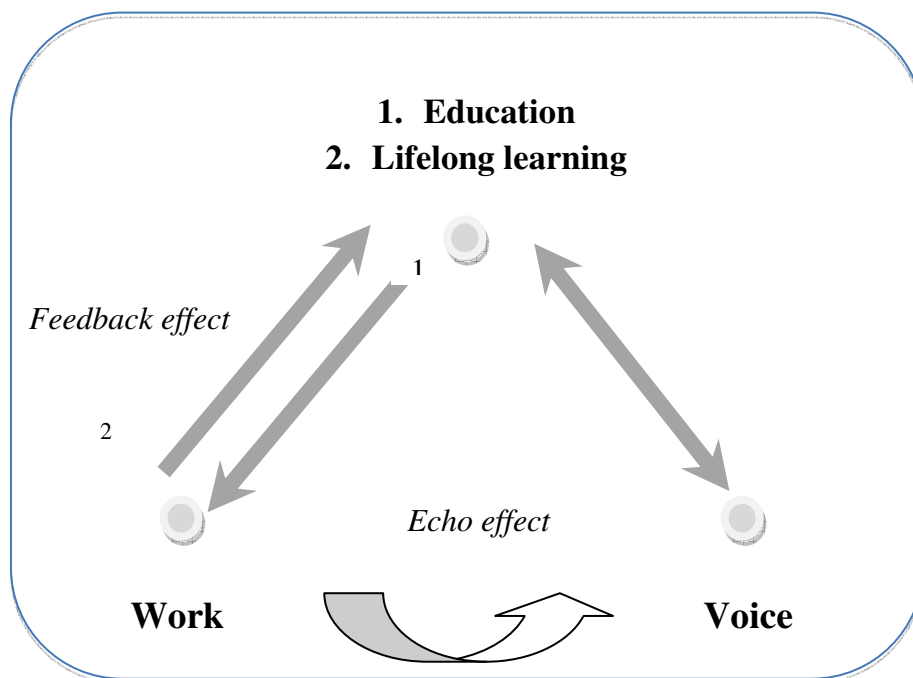 1. Education
2. Lifelong learning
1
Feedback effect
2
Echo effect
Work
Voice